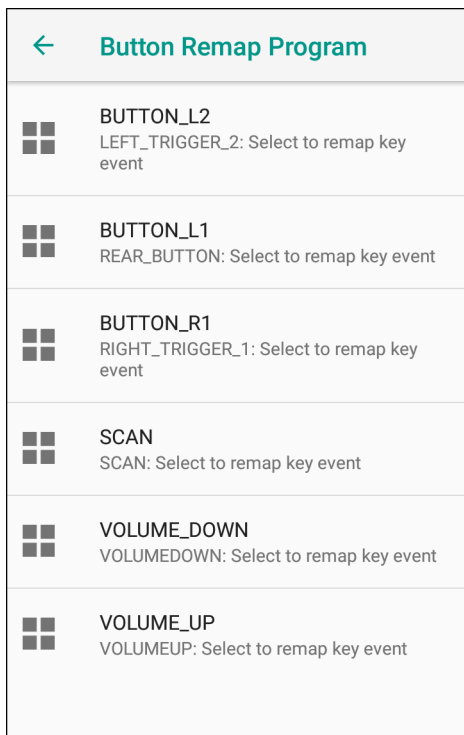 Button Remap Program
BUTTON_L2
LEFT_TRIGGER_2: Select to remap key
event
BUTTON_L1
REAR_BUTTON: Select to remap key event
BUTTON_R1
RIGHT_TRIGGER_1: Select to remap key
event
SCAN
SCAN: Select to remap key event
VOLUME_DOWN
VOLUMEDOWN: Select to remap key event
VOLUME_UP
VOLUMEUP: Select to remap key event